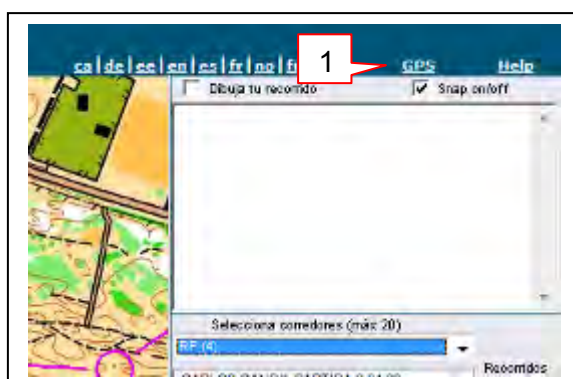 1
ca | de | ee | en | es | fr | no | GPS Help
Dibuja tu recorrido Snap on/off
Selecciona corredores (máx 20)
RF (4)
Recorridos